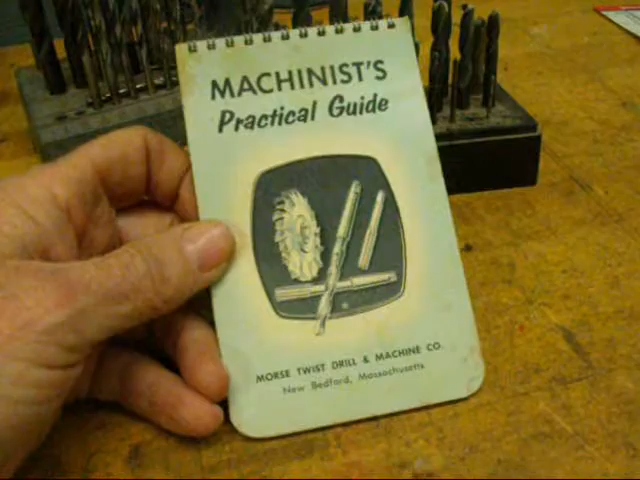 MACHINIST'S
Practical Guide
MORSE TWIST DRILL & MACHINE CO.
New Bedford, Massachusetts